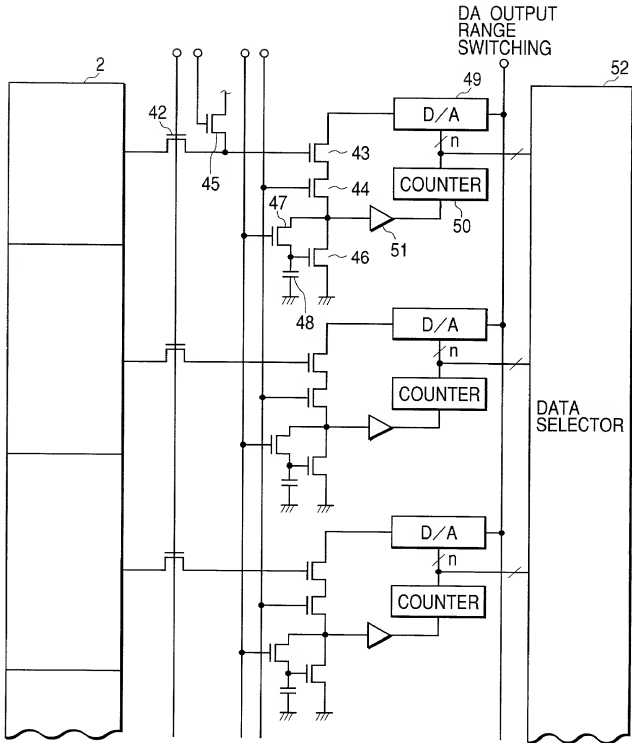 DA OUTPUT
RANGE
SWITCHING
2
52
49
42
D/A
n
43
45
44
COUNTER
47
50
51
46
48
D/A
n
COUNTER
DATA
SELECTOR
D/A
n
COUNTER